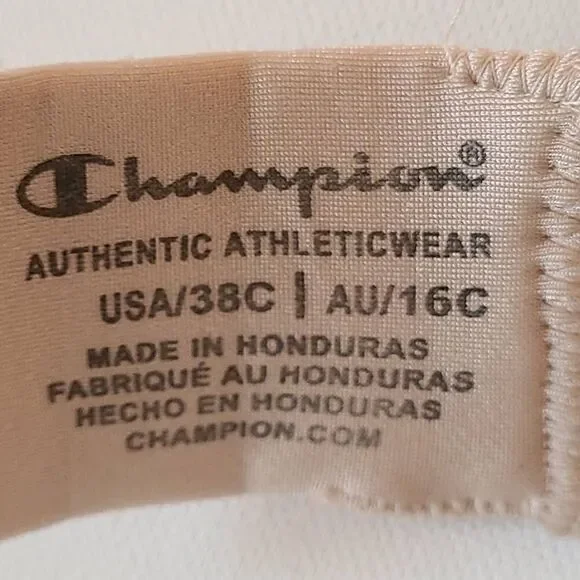 Champion®
AUTHENTIC ATHLETICWEAR
USA/38C | AU/16C
MADE IN HONDURAS
FABRIQUÉ AU HONDURAS
HECHO EN HONDURAS
CHAMPION.COM